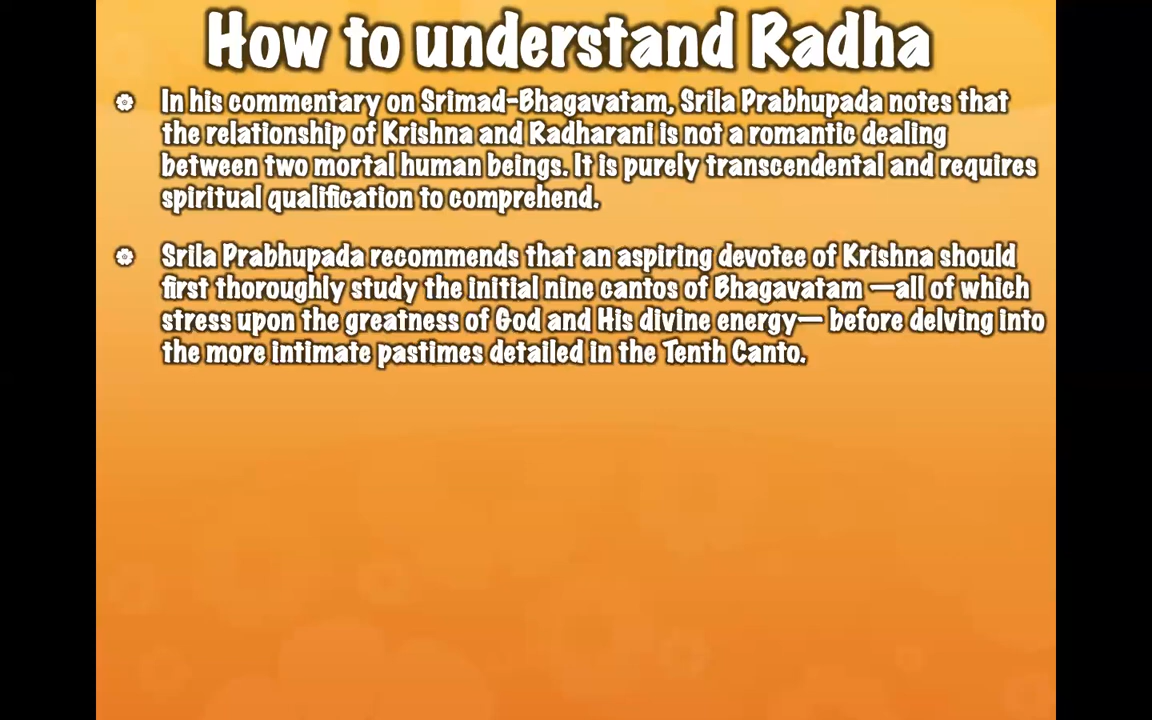 How to understand Radha
In his commentary on Srimad-Bhagavatam, Srila Prabhupada notes that
the relationship of Krishna and Radharani is not a romantic dealing
between two mortal human beings. It is purely transcendental and requires
spiritual qualification to comprehend.
Srila Prabhupada recommends that an aspiring devotee of Krishna should
first thoroughly study the initial nine cantos of Bhagavatam —all of which
stress upon the greatness of God and His divine energy— before delving into
the more intimate pastimes detailed in the Tenth Canto.